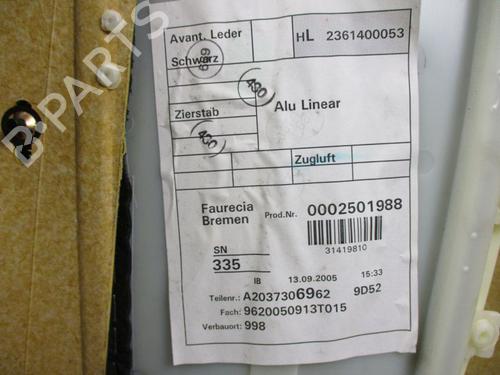 Avant. Leder
Schwarz
HL 2361400053
Zierstab
Alu Linear
Zugluft
Faurecia
Bremen
Prod.Nr. 0002501988
31419810
SN
335
IB 13.09.2005 15:33
Teilenr.: A2037306962 9D52
Fach: 9620050913T015
Verbauort: 998
B-PARTS